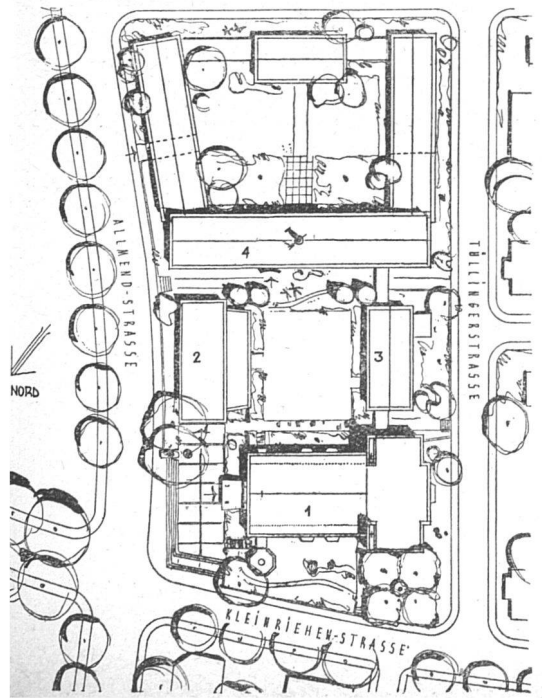 4
ALLMEND-STRASSE
TÜLLINGERSTRASSE
2
3
NORD
1
KLEINRIEHEN-STRASSE